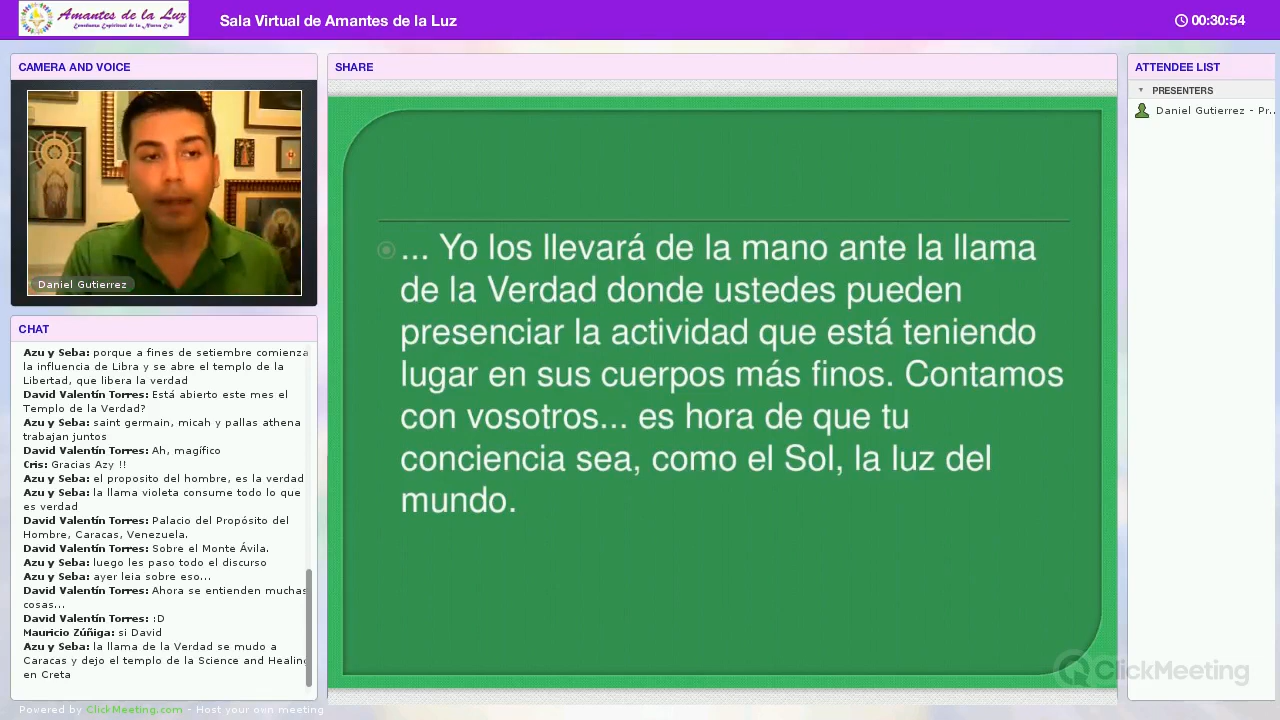 Amantes de la Luz
Enseñanza Espiritual de la Nueva Era
Sala Virtual de Amantes de la Luz
00:30:54
CAMERA AND VOICE
Daniel Gutierrez
CHAT
Azu y Seba: porque a fines de setiembre comienza
la influencia de Libra y se abre el templo de la
Libertad, que libera la verdad
David Valentín Torres: Está abierto este mes el
Templo de la Verdad?
Azu y Seba: saint germain, micah y pallas athena
trabajan juntos
David Valentín Torres: Ah, magífico
Cris: Gracias Azy !!
Azu y Seba: el proposito del hombre, es la verdad
Azu y Seba: la llama violeta consume todo lo que
es verdad
David Valentín Torres: Palacio del Propósito del
Hombre, Caracas, Venezuela.
David Valentín Torres: Sobre el Monte Ávila.
Azu y Seba: luego les paso todo el discurso
Azu y Seba: ayer leia sobre eso...
David Valentín Torres: Ahora se entienden muchas
cosas...
David Valentín Torres: :D
Mauricio Zúñiga: si David
Azu y Seba: la llama de la Verdad se mudo a
Caracas y dejo el templo de la Science and Healing
en Creta
Powered by ClickMeeting.com - Host your own meeting
SHARE
... Yo los llevará de la mano ante la llama
de la Verdad donde ustedes pueden
presenciar la actividad que está teniendo
lugar en sus cuerpos más finos. Contamos
con vosotros... es hora de que tu
conciencia sea, como el Sol, la luz del
mundo.
ClickMeeting
ATTENDEE LIST
PRESENTERS
Daniel Gutierrez - Pr...